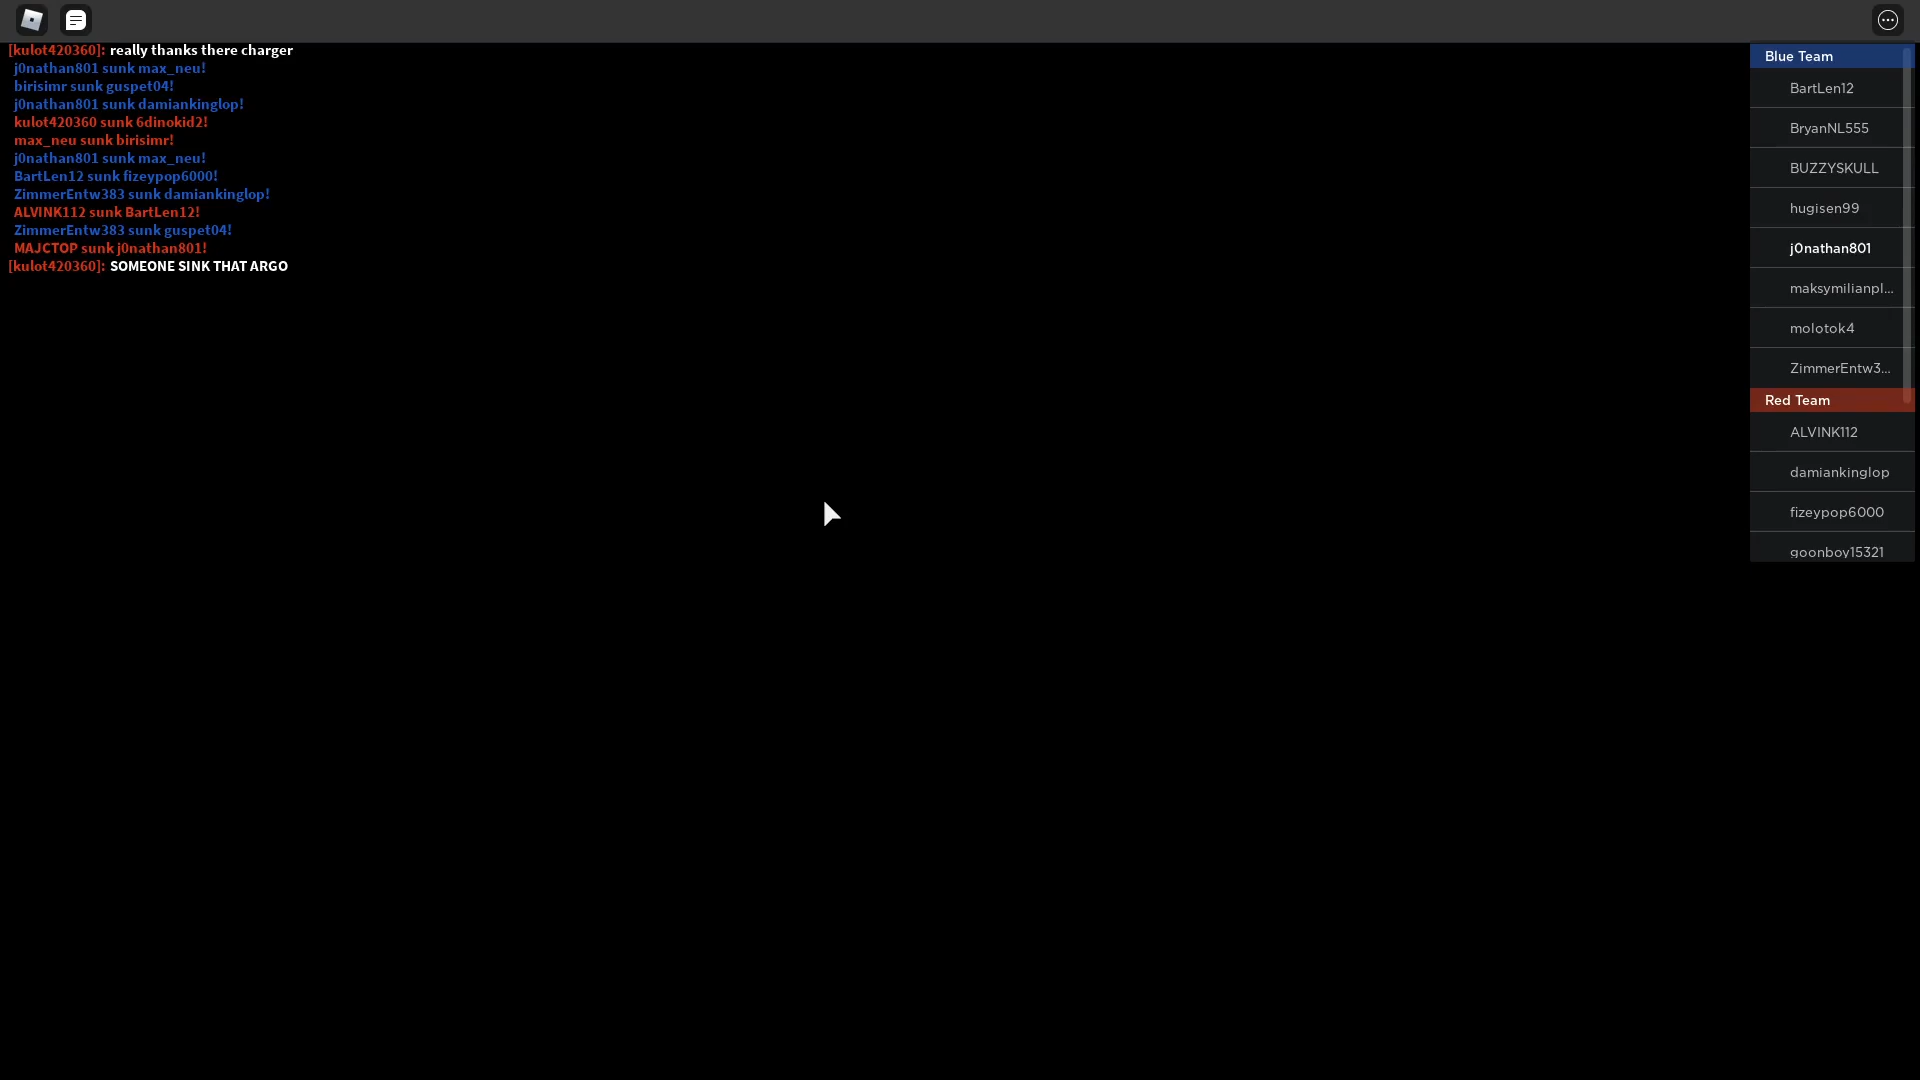 [kulot420360]: really thanks there charger
j0nathan801 sunk max_neu!
birisimr sunk guspet04!
j0nathan801 sunk damiankinglop!
kulot420360 sunk 6dinokid2!
max_neu sunk birisimr!
j0nathan801 sunk max_neu!
BartLen12 sunk fizeypop6000!
ZimmerEntw383 sunk damiankinglop!
ALVINK112 sunk BartLen12!
ZimmerEntw383 sunk guspet04!
MAJCTOP sunk j0nathan801!
[kulot420360]: SOMEONE SINK THAT ARGO
Blue Team
BartLen12
BryanNL555
BUZZYSKULL
hugisen99
j0nathan801
maksymilianpl...
molotok4
ZimmerEntw3...
Red Team
ALVINK112
damiankinglop
fizeypop6000
goonboy15321